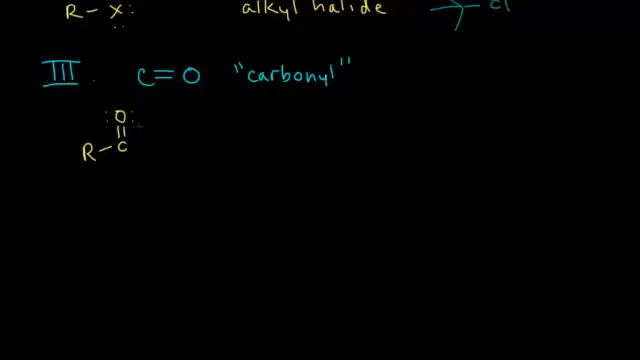 R - X: alkyl halide Cl
III. C=O "carbonyl"
:O:
||
R - C